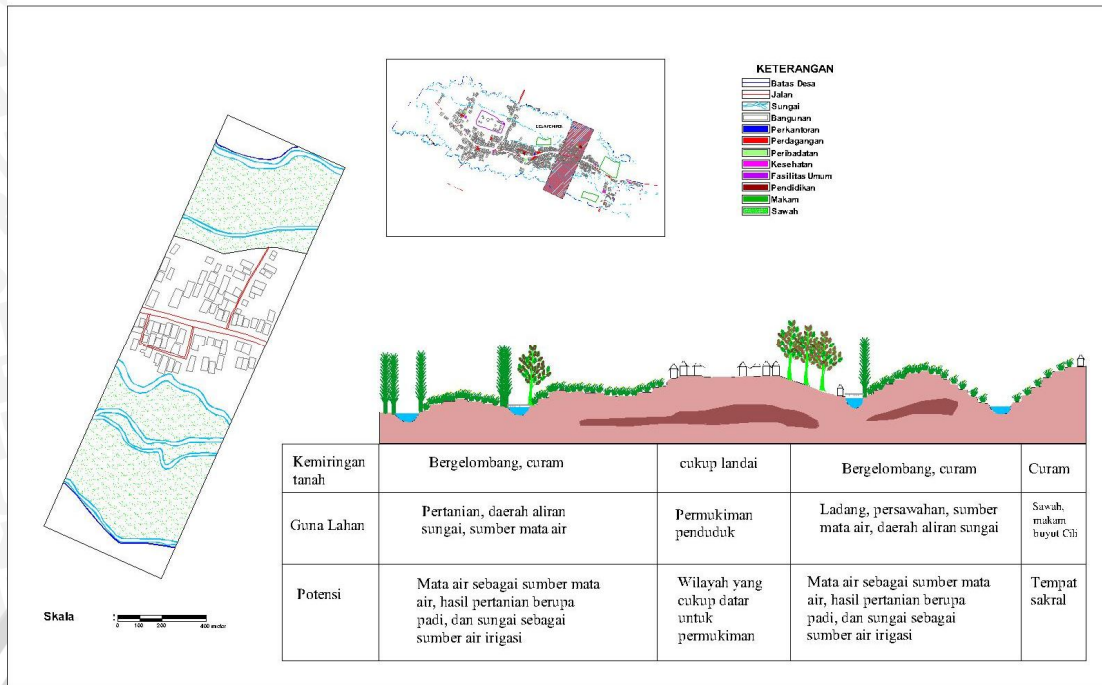 KETERANGAN
Batas Desa
Jalan
Sungai
Bangunan
Perkantoran
Perdagangan
Peribadatan
Kesehatan
Fasilitas Umum
Pendidikan
Makam
Sawah
Kemiringan
tanah
Bergelombang, curam
cukup landai
Bergelombang, curam
Curam
Guna Lahan
Pertanian, daerah aliran
sungai, sumber mata air
Permukiman
penduduk
Ladang, persawahan, sumber
mata air, daerah aliran sungai
Sawah,
makam
buyut Cili
Potensi
Mata air sebagai sumber mata
air, hasil pertanian berupa
padi, dan sungai sebagai
sumber air irigasi
Wilayah yang
cukup datar
untuk
permukiman
Mata air sebagai sumber mata
air, hasil pertanian berupa
padi, dan sungai sebagai
sumber air irigasi
Tempat
sakral
Skala :
0 100 200 400 meter